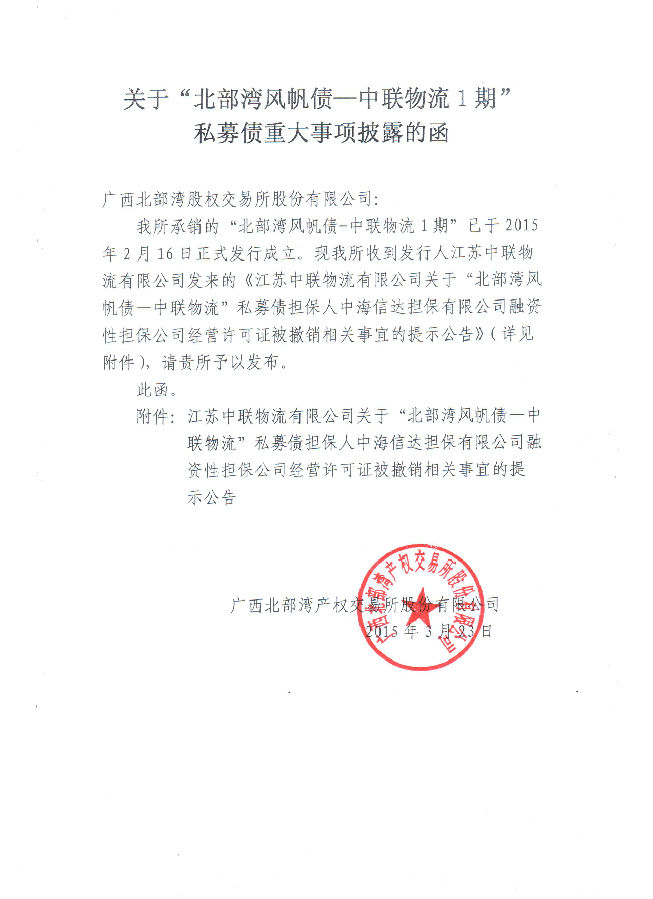 关于“北部湾风帆债—中联物流1期”
私募债重大事项披露的函
广西北部湾股权交易所股份有限公司：
我所承销的“北部湾风帆债-中联物流1期”已于2015
年2月16日正式发行成立。现我所收到发行人江苏中联物
流有限公司发来的《江苏中联物流有限公司关于“北部湾风
帆债—中联物流”私募债担保人中海信达担保有限公司融资
性担保公司经营许可证被撤销相关事宜的提示公告》（详见
附件），请贵所予以发布。
此函。
附件：江苏中联物流有限公司关于“北部湾风帆债—中
联物流”私募债担保人中海信达担保有限公司融
资性担保公司经营许可证被撤销相关事宜的提
示公告
广西北部湾产权交易所股份有限公司
2015年3月23日
广西北部湾产权交易所股份有限公司